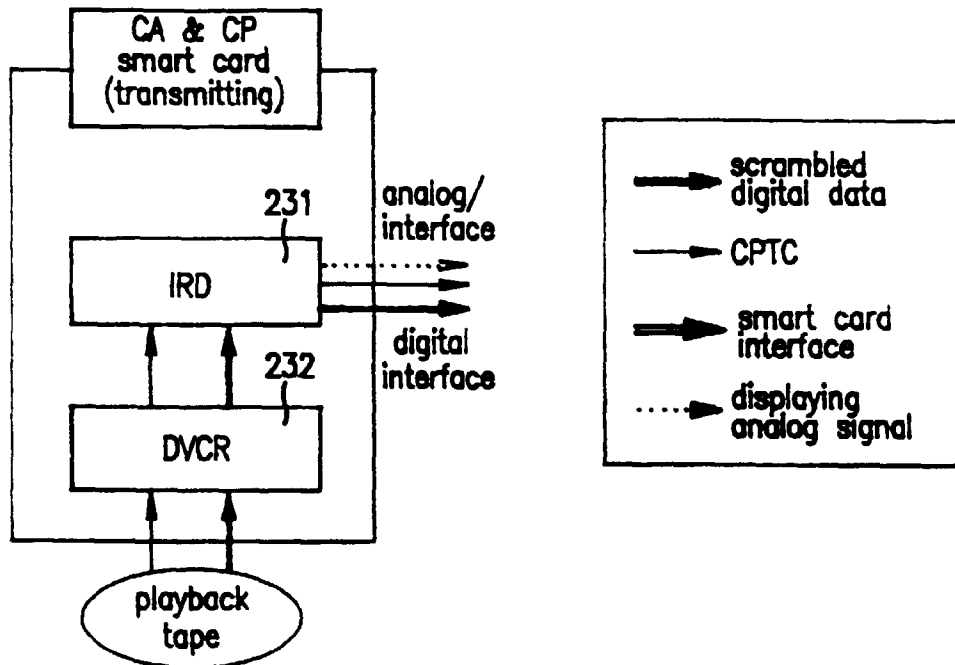 CA & CP
smart card
(transmitting)
231
analog/
interface
IRD
digital
interface
232
DVCR
playback
tape
scrambled
digital data
CPTC
smart card
interface
displaying
analog signal